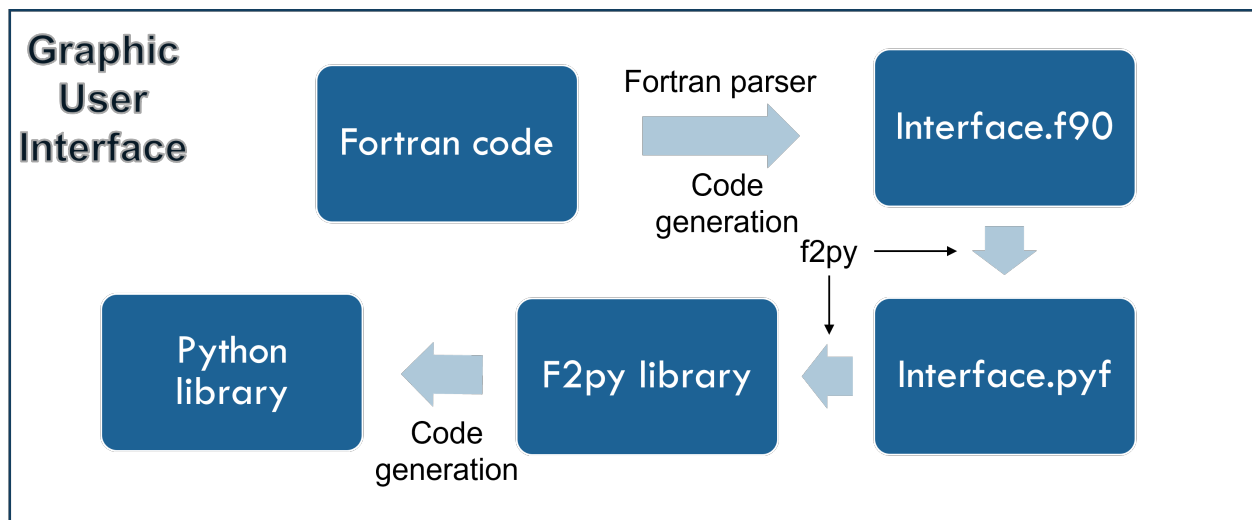 Graphic
User
Interface
Fortran code
Fortran parser
Code
generation
Interface.f90
f2py
Python
library
Code
generation
F2py library
Interface.pyf